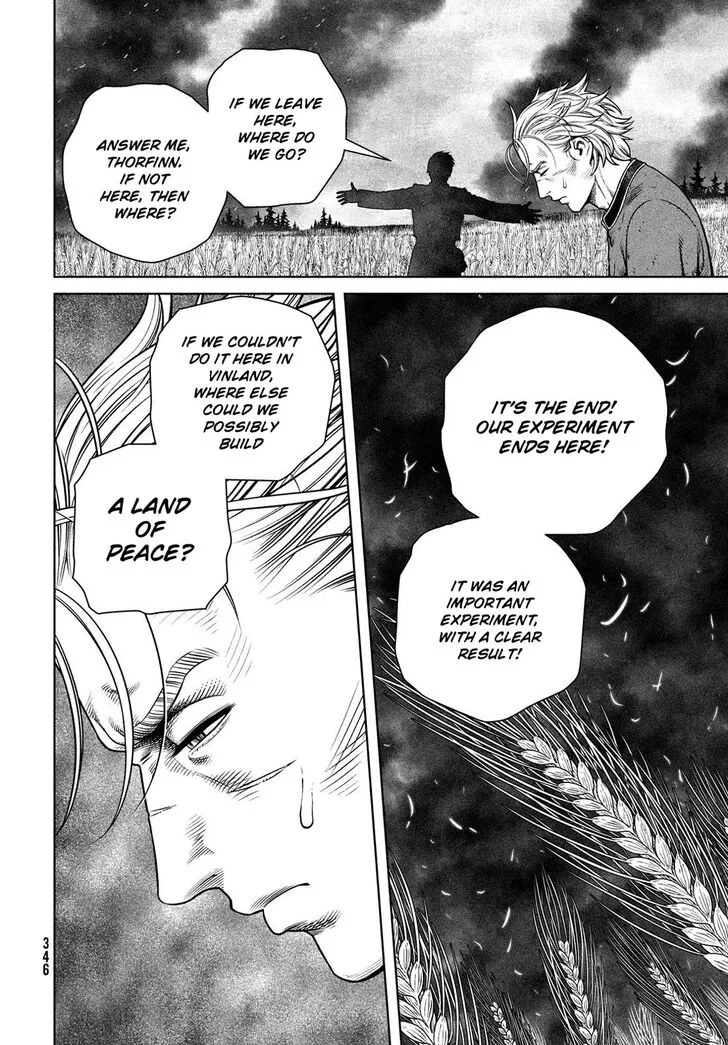 IF WE LEAVE
HERE,
WHERE DO
WE GO?
ANSWER ME,
THORFINN.
IF NOT
HERE, THEN
WHERE?
IT'S THE END!
OUR EXPERIMENT
ENDS HERE!
IT WAS AN
IMPORTANT
EXPERIMENT,
WITH A CLEAR
RESULT!
IF WE COULDN'T
DO IT HERE IN
VINLAND,
WHERE ELSE
COULD WE
POSSIBLY
BUILD
A LAND
OF
PEACE?
346